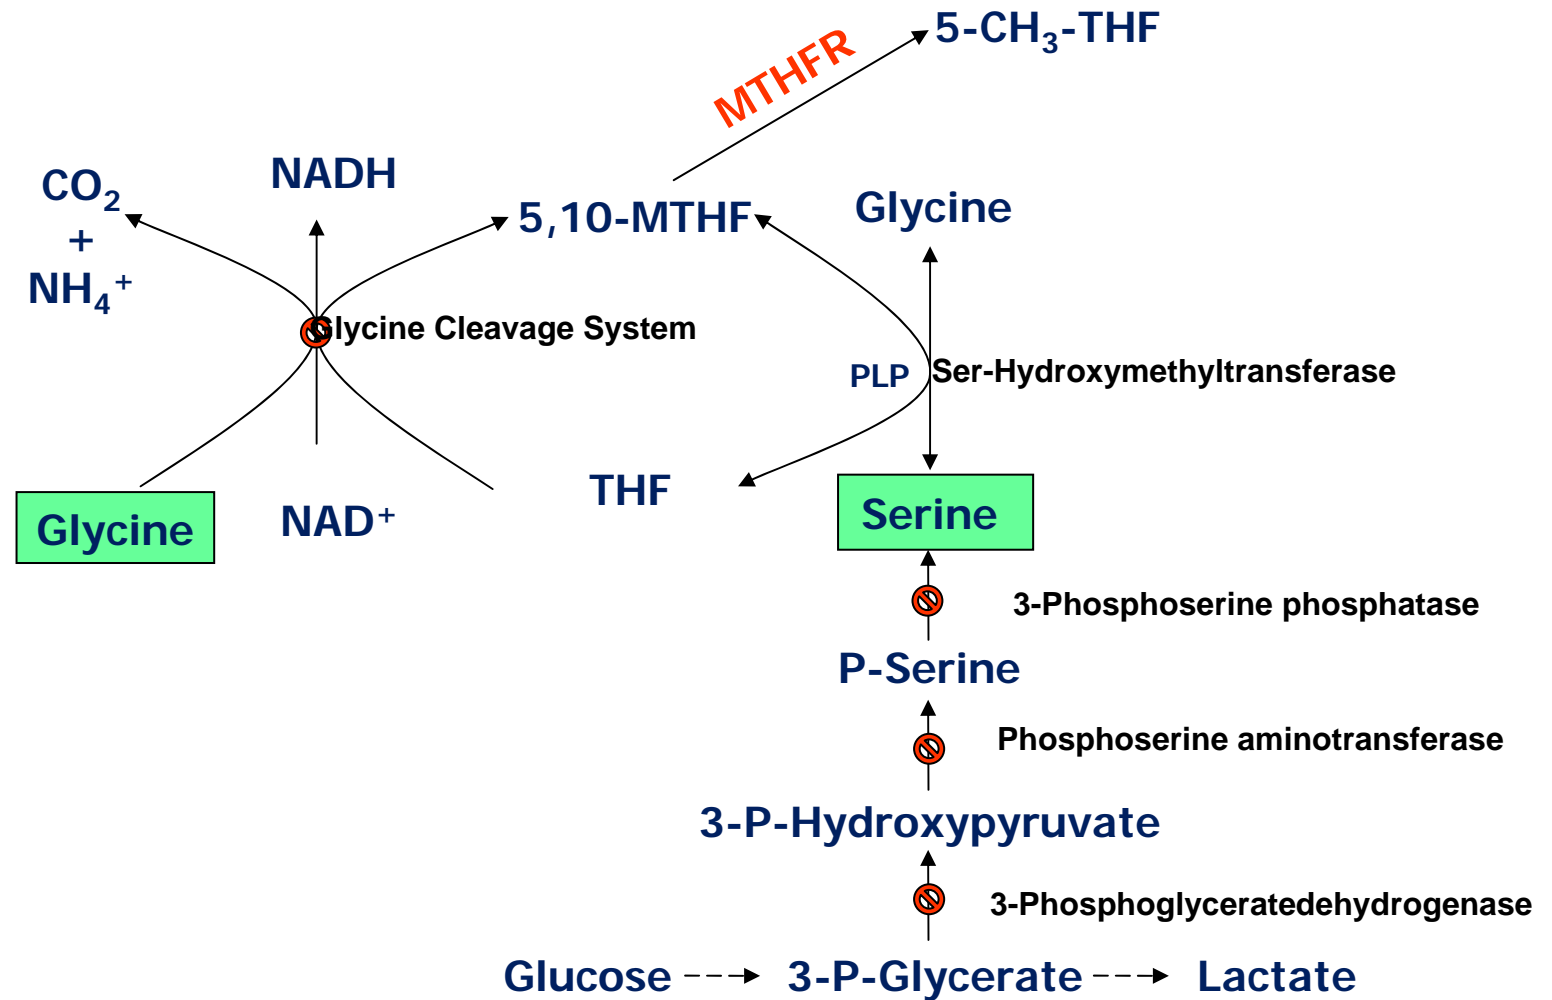 5-CH₃-THF
MTHFR
NADH
CO₂
+
NH₄⁺
5,10-MTHF
Glycine
Glycine Cleavage System
PLP
Ser-Hydroxymethyltransferase
Glycine
NAD⁺
THF
Serine
3-Phosphoserine phosphatase
P-Serine
Phosphoserine aminotransferase
3-P-Hydroxypyruvate
3-Phosphoglyceratedehydrogenase
Glucose
3-P-Glycerate
Lactate